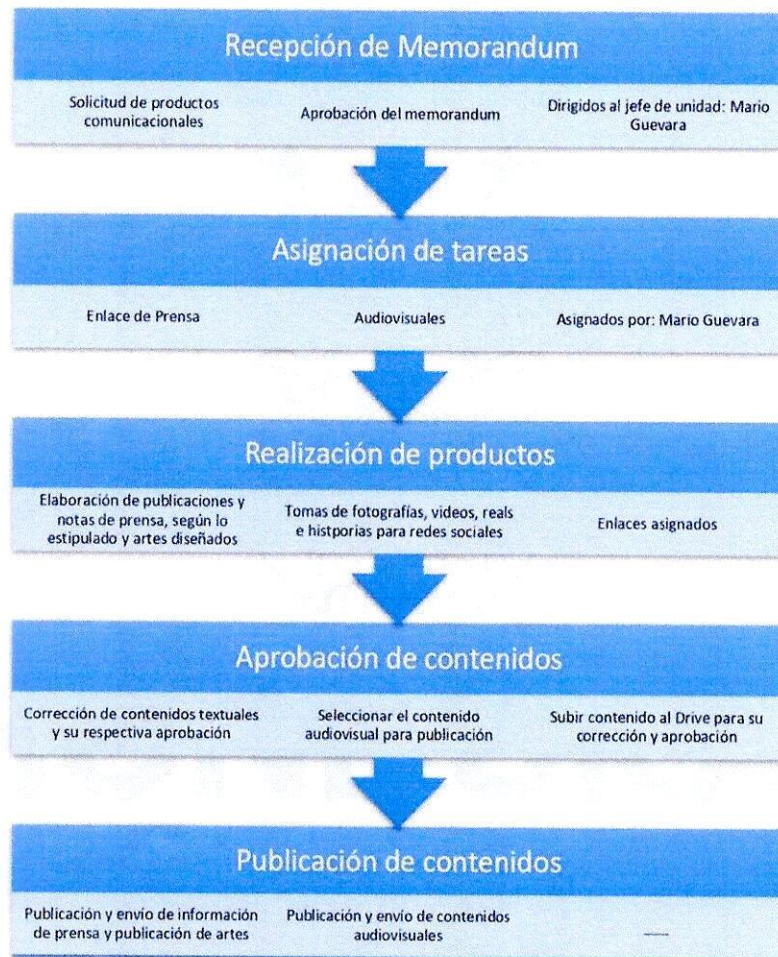 Recepción de Memorandum
Solicitud de productos
comunicacionales
Aprobación del memorandum
Dirigidos al jefe de unidad: Mario
Guevara
Asignación de tareas
Enlace de Prensa
Audiovisuales
Asignados por: Mario Guevara
Realización de productos
Elaboración de publicaciones y
notas de prensa, según lo
estipulado y artes diseñados
Tomas de fotografías, videos, reals
e histporias para redes sociales
Enlaces asignados
Aprobación de contenidos
Corrección de contenidos textuales
y su respectiva aprobación
Seleccionar el contenido
audiovisual para publicación
Subir contenido al Drive para su
corrección y aprobación
Publicación de contenidos
Publicación y envío de información
de prensa y publicación de artes
Publicación y envío de contenidos
audiovisuales